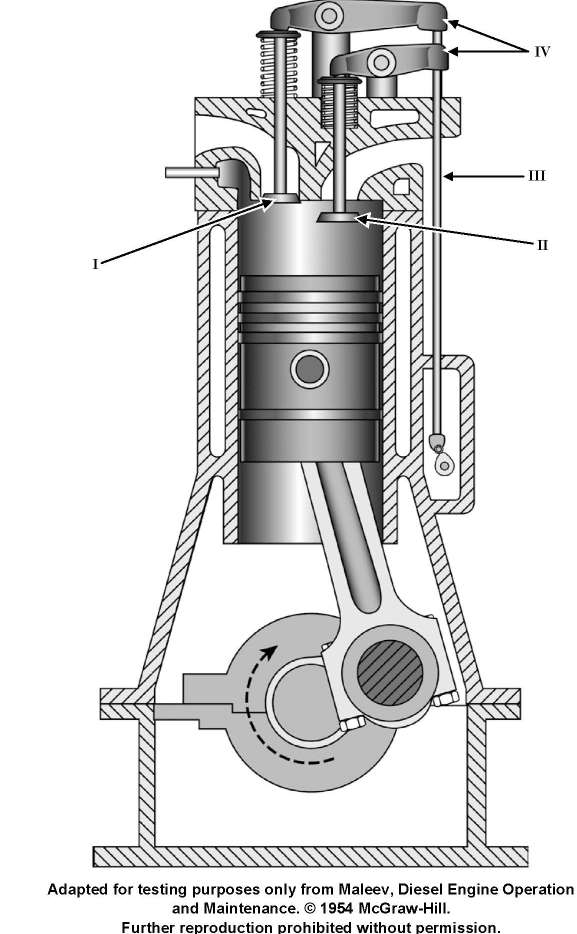 IV
III
II
I
Adapted for testing purposes only from Maleev, Diesel Engine Operation
and Maintenance. © 1954 McGraw-Hill.
Further reproduction prohibited without permission.